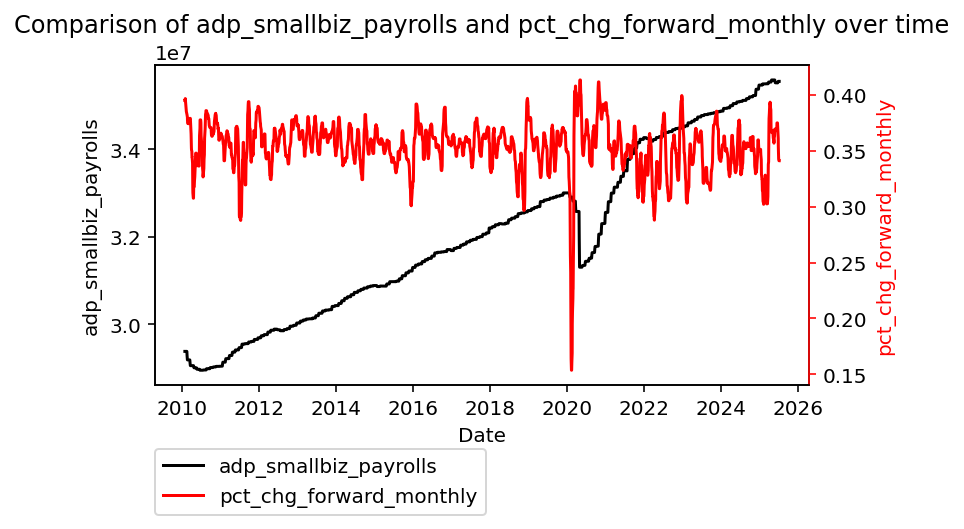 Comparison of adp_smallbiz_payrolls and pct_chg_forward_monthly over time
1e7
3.4
3.2
3.0
adp_smallbiz_payrolls
0.40
0.35
0.30
0.25
0.20
0.15
pct_chg_forward_monthly
2010 2012 2014 2016 2018 2020 2022 2024 2026
Date
adp_smallbiz_payrolls
pct_chg_forward_monthly